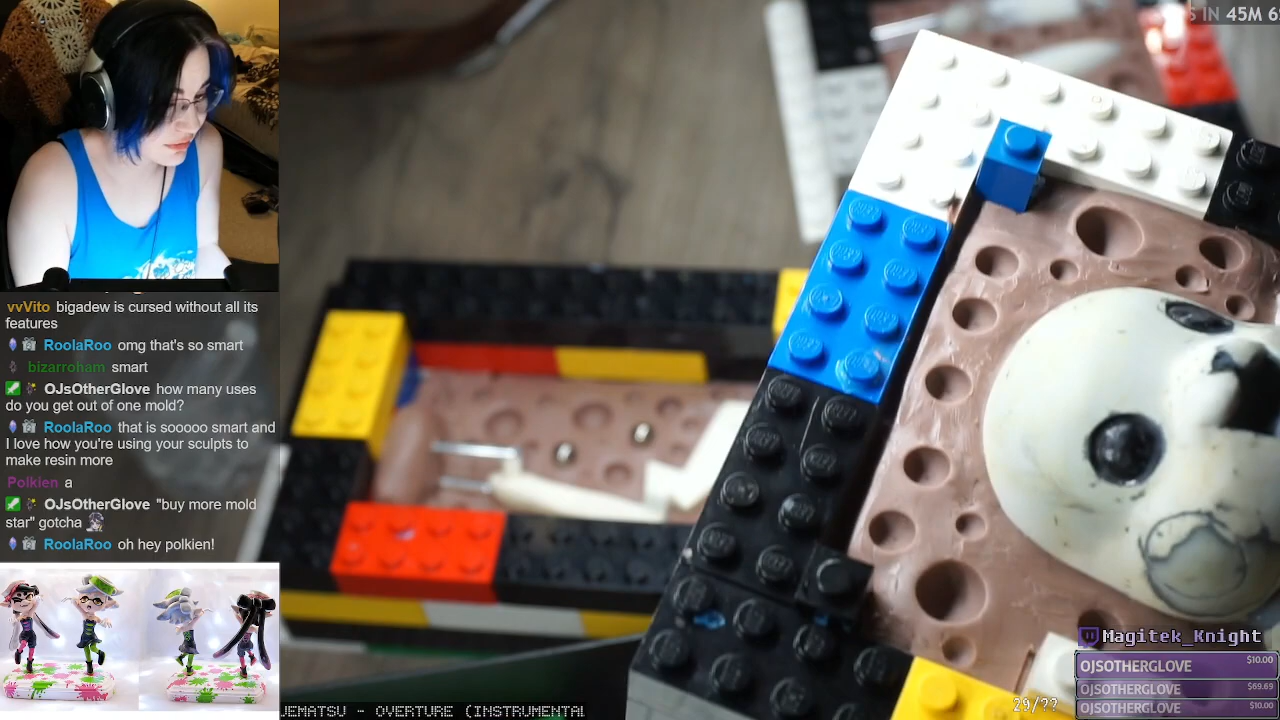 S IN 45M 6
vvVito bigadew is cursed without all its
features
RoolaRoo omg that's so smart
bizarroham smart
OJsOtherGlove how many uses
do you get out of one mold?
RoolaRoo that is sooooo smart and
I love how you're using your sculpts to
make resin more
Polkien a
OJsOtherGlove "buy more mold
star" gotcha
RoolaRoo oh hey polkien!
Magitek_Knight
OJSOTHERGLOVE $10.00
OJSOTHERGLOVE $69.69
OJSOTHERGLOVE $10.00
29/??
UEMATSU - OVERTURE (INSTRUMENTAL